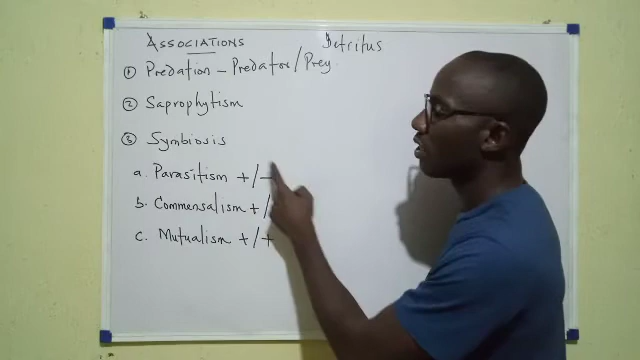 ASSOCIATIONS
Detritus
① Predation - Predator/Prey
② Saprophytism
③ Symbiosis
a. Parasitism +/-
b. Commensalism +/
c. Mutualism +/+